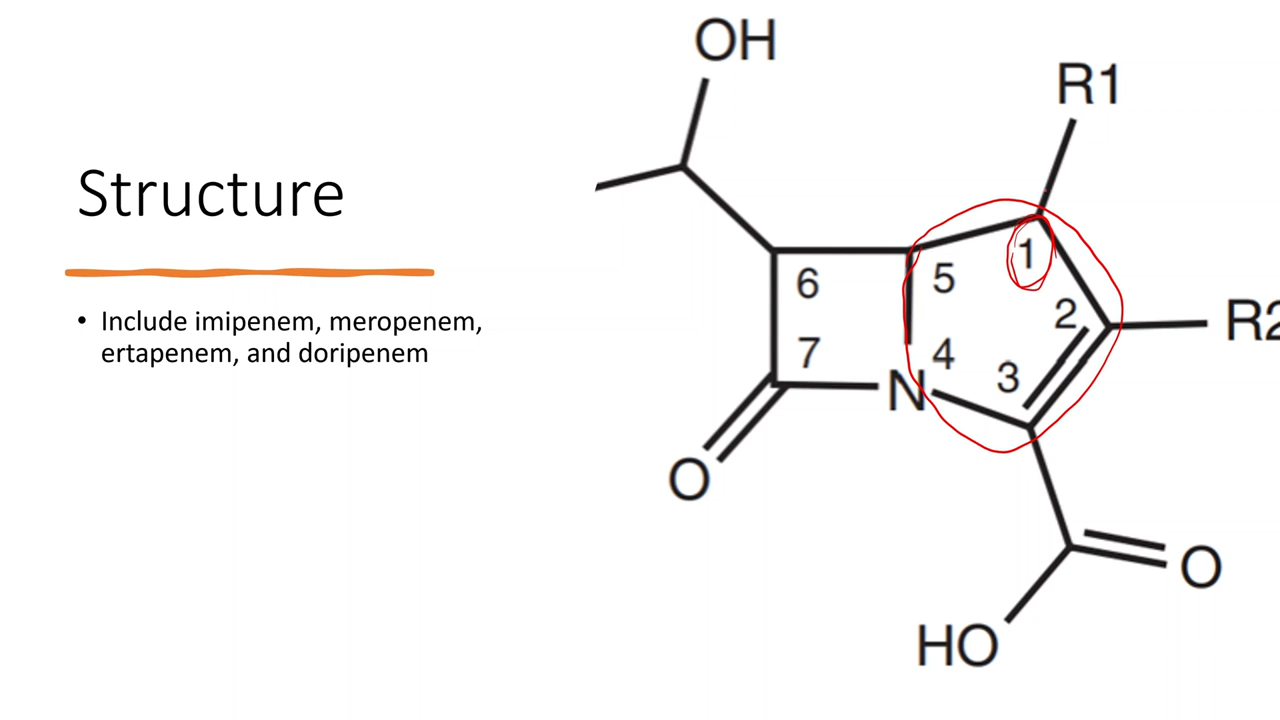 Structure
• Include imipenem, meropenem,
ertapenem, and doripenem
OH
R1
1
5
6
2
R2
7
4
3
N
O
O
HO